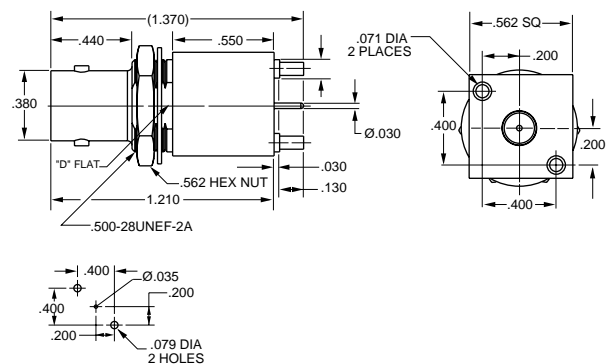 (1.370)
.440
.550
.380
"D" FLAT
.562 HEX NUT
1.210
.500-28UNEF-2A
Ø.030
.030
.130
.071 DIA
2 PLACES
.562 SQ
.200
.400
.200
.400
.400
Ø.035
.400
.200
.200
.079 DIA
2 HOLES